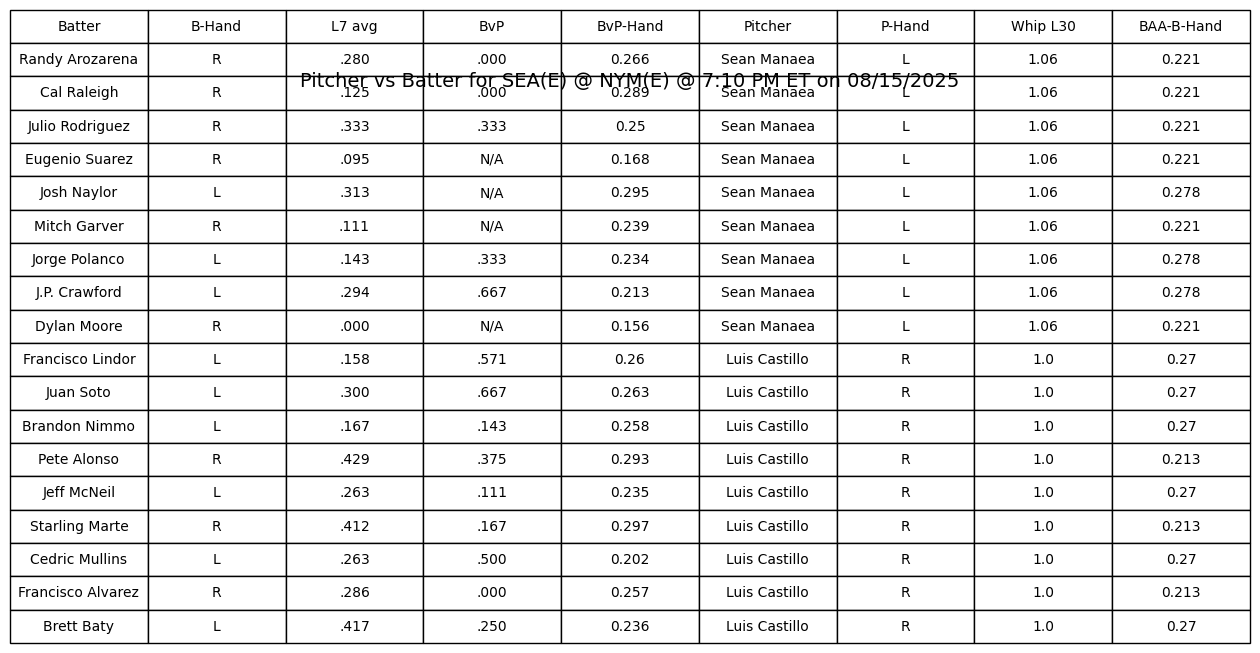 Batter B-Hand L7 avg BvP BvP-Hand Pitcher P-Hand Whip L30 BAA-B-Hand
Randy Arozarena R .280 .000 0.266 Sean Manaea L 1.06 0.221
Pitcher vs Batter for SEA(E) @ NYM(E) @ 7:10 PM ET on 08/15/2025
Cal Raleigh R .125 .000 0.289 Sean Manaea L 1.06 0.221
Julio Rodriguez R .333 .333 0.25 Sean Manaea L 1.06 0.221
Eugenio Suarez R .095 N/A 0.168 Sean Manaea L 1.06 0.221
Josh Naylor L .313 N/A 0.295 Sean Manaea L 1.06 0.278
Mitch Garver R .111 N/A 0.239 Sean Manaea L 1.06 0.221
Jorge Polanco L .143 .333 0.234 Sean Manaea L 1.06 0.278
J.P. Crawford L .294 .667 0.213 Sean Manaea L 1.06 0.278
Dylan Moore R .000 N/A 0.156 Sean Manaea L 1.06 0.221
Francisco Lindor L .158 .571 0.26 Luis Castillo R 1.0 0.27
Juan Soto L .300 .667 0.263 Luis Castillo R 1.0 0.27
Brandon Nimmo L .167 .143 0.258 Luis Castillo R 1.0 0.27
Pete Alonso R .429 .375 0.293 Luis Castillo R 1.0 0.213
Jeff McNeil L .263 .111 0.235 Luis Castillo R 1.0 0.27
Starling Marte R .412 .167 0.297 Luis Castillo R 1.0 0.213
Cedric Mullins L .263 .500 0.202 Luis Castillo R 1.0 0.27
Francisco Alvarez R .286 .000 0.257 Luis Castillo R 1.0 0.213
Brett Baty L .417 .250 0.236 Luis Castillo R 1.0 0.27